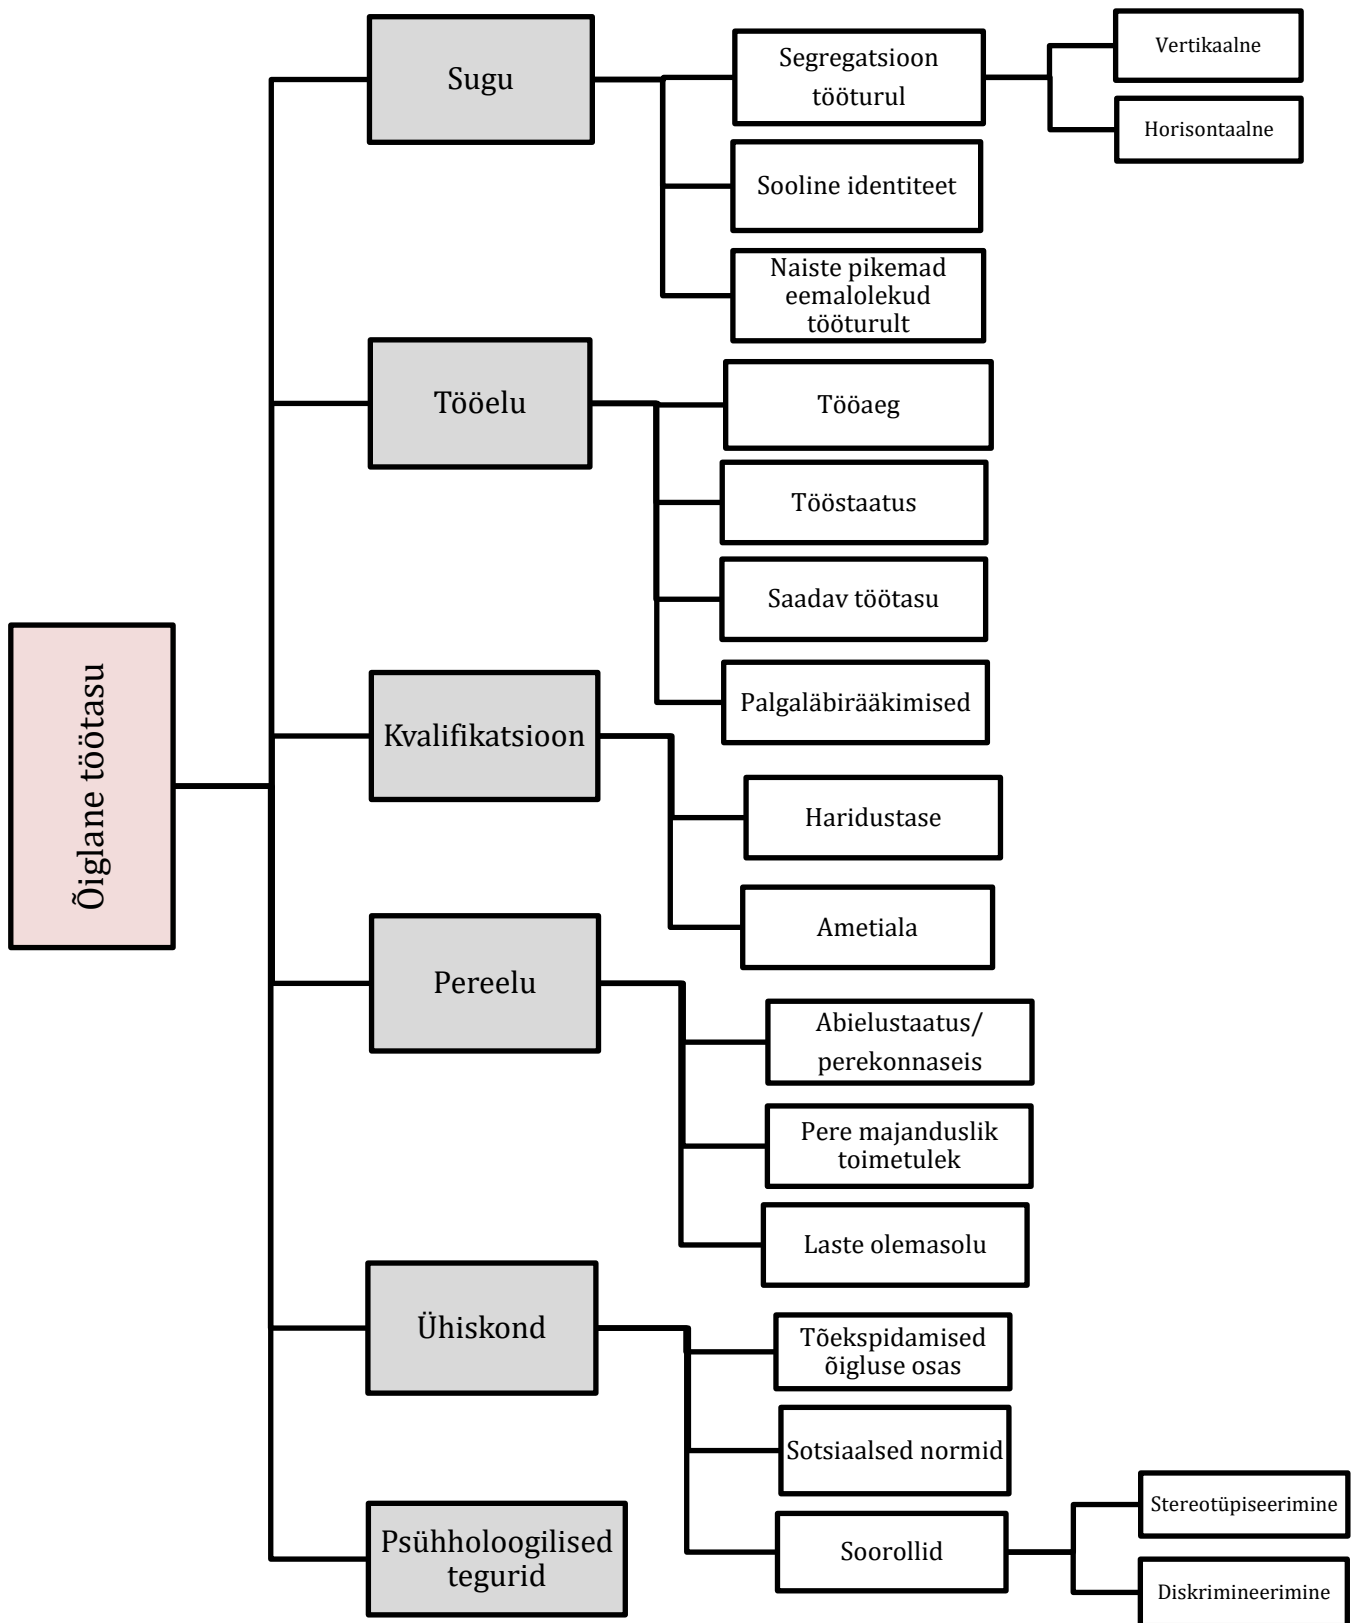 Õiglane töötasu
Sugu
Segregatsioon
tööturul
Vertikaalne
Horisontaalne
Sooline identiteet
Naiste pikemad
eemalolekud
tööturult
Tööelu
Tööaeg
Tööstaatus
Saadav töötasu
Palgaläbirääkimised
Kvalifikatsioon
Haridustase
Ametiala
Pereelu
Abielustaatus/
perekonnaseis
Pere majanduslik
toimetulek
Laste olemasolu
Ühiskond
Tõekspidamised
õigluse osas
Sotsiaalsed normid
Soorollid
Stereotüpiseerimine
Diskrimineerimine
Psühholoogilised
tegurid